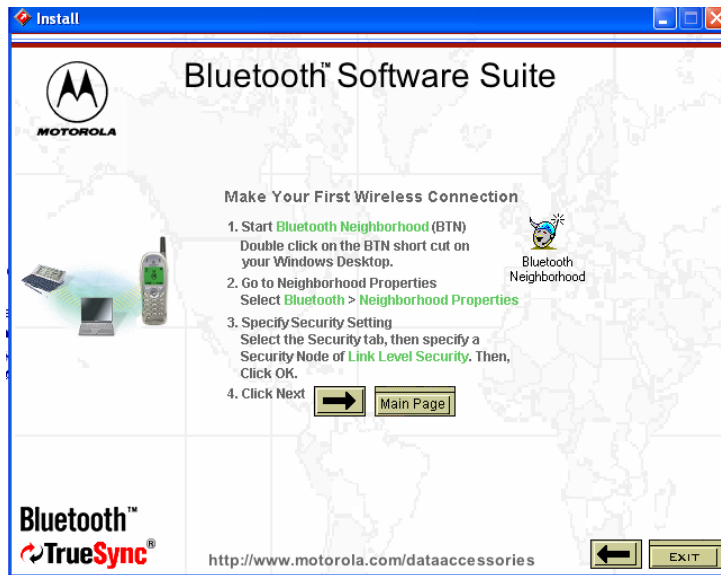 Install
Bluetooth™ Software Suite
MOTOROLA
Make Your First Wireless Connection
1. Start Bluetooth Neighborhood (BTN)
Double click on the BTN short cut on
your Windows Desktop.
Bluetooth
Neighborhood
2. Go to Neighborhood Properties
Select Bluetooth > Neighborhood Properties
3. Specify Security Setting
Select the Security tab, then specify a
Security Node of Link Level Security. Then,
Click OK.
4. Click Next
Main Page
Bluetooth™
TrueSync®
http://www.motorola.com/dataaccessories
EXIT